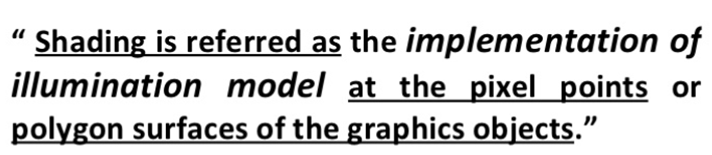 “ Shading is referred as the implementation of
illumination model at the pixel points or
polygon surfaces of the graphics objects.”